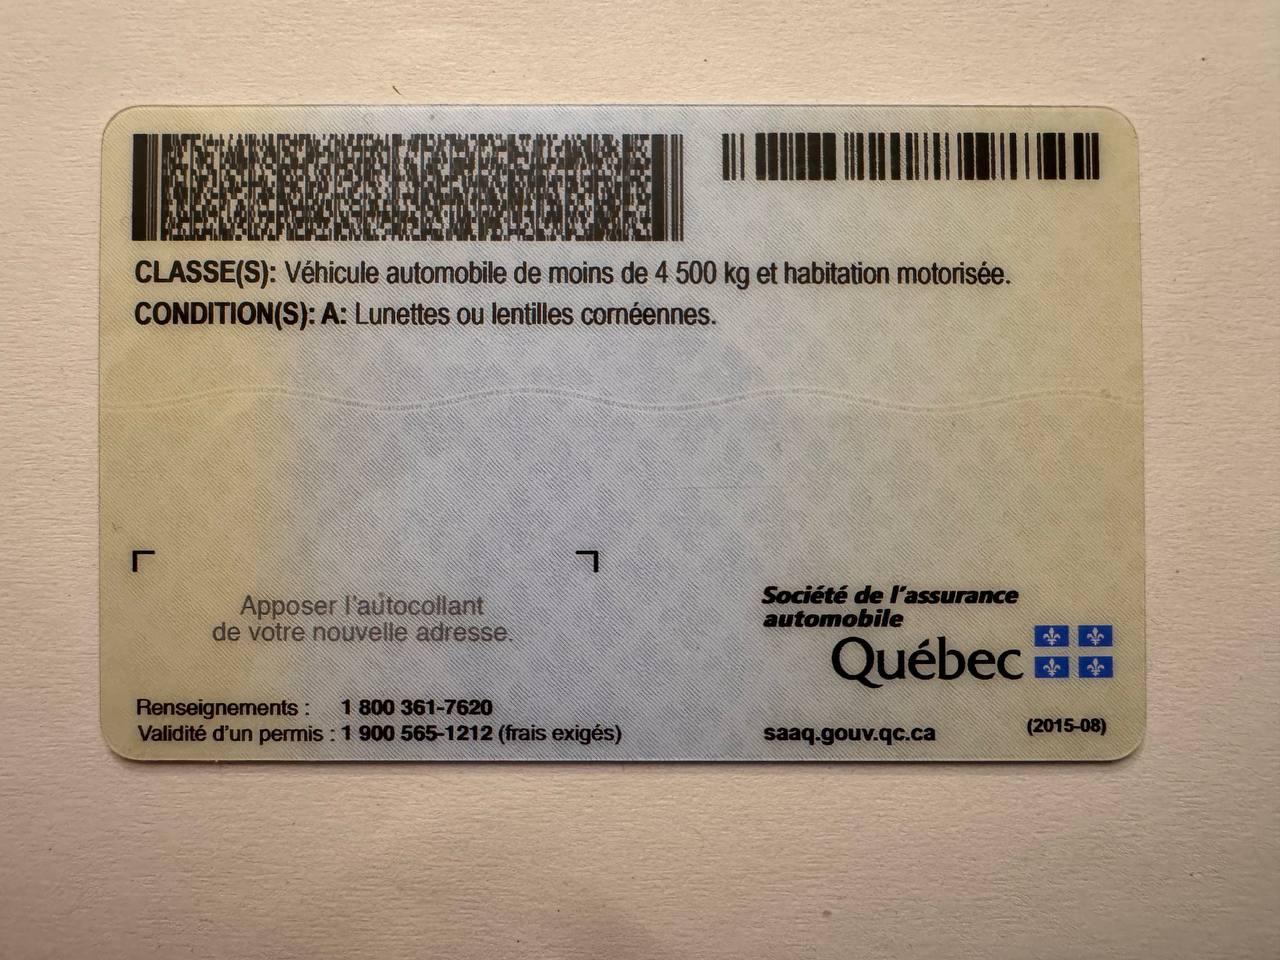 CLASSE(S): Véhicule automobile de moins de 4 500 kg et habitation motorisée.
CONDITION(S): A: Lunettes ou lentilles cornéennes.
Apposer l'autocollant
de votre nouvelle adresse.
Société de l'assurance
automobile
Québec
Renseignements : 1 800 361-7620
Validité d'un permis : 1 900 565-1212 (frais exigés)
saaq.gouv.qc.ca
(2015-08)